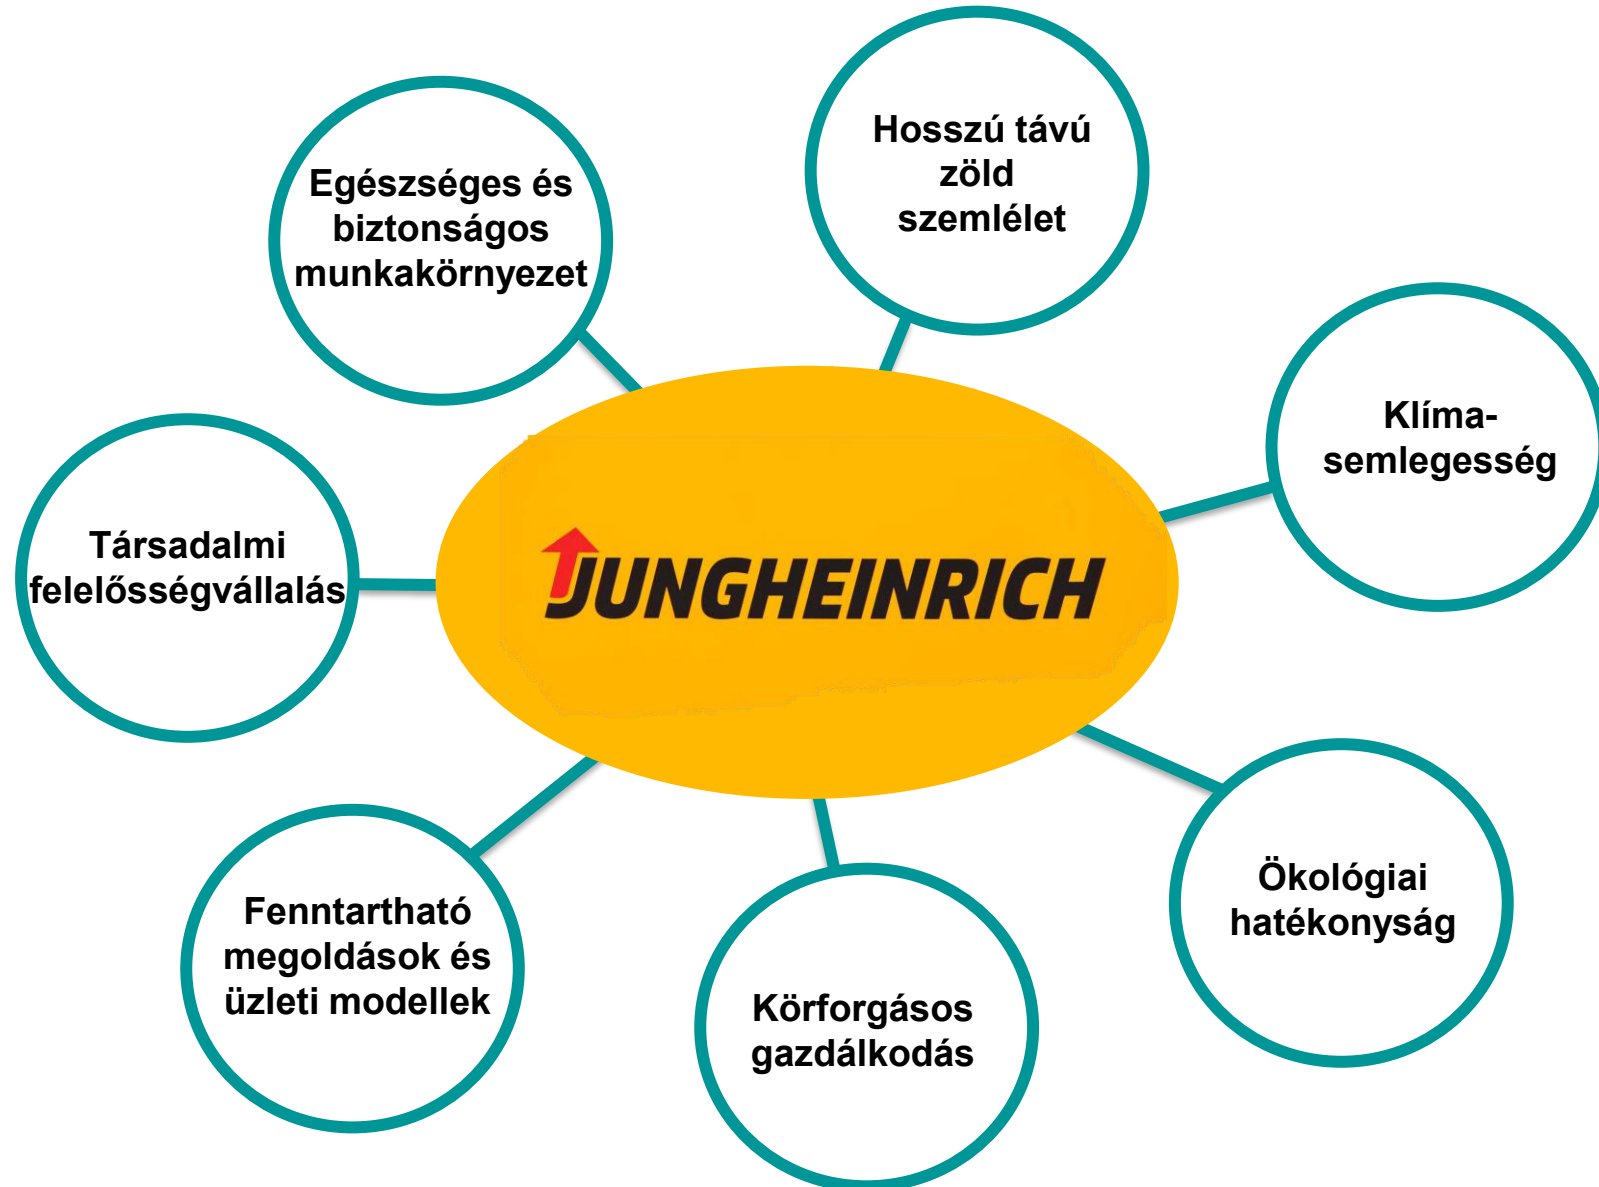 Hosszú távú
zöld
szemlélet
Egészséges és
biztonságos
munkakörnyezet
Klíma-
semlegesség
Társadalmi
felelősségvállalás
JUNGHEINRICH
Ökológiai
hatékonyság
Fenntartható
megoldások és
üzleti modellek
Körforgásos
gazdálkodás